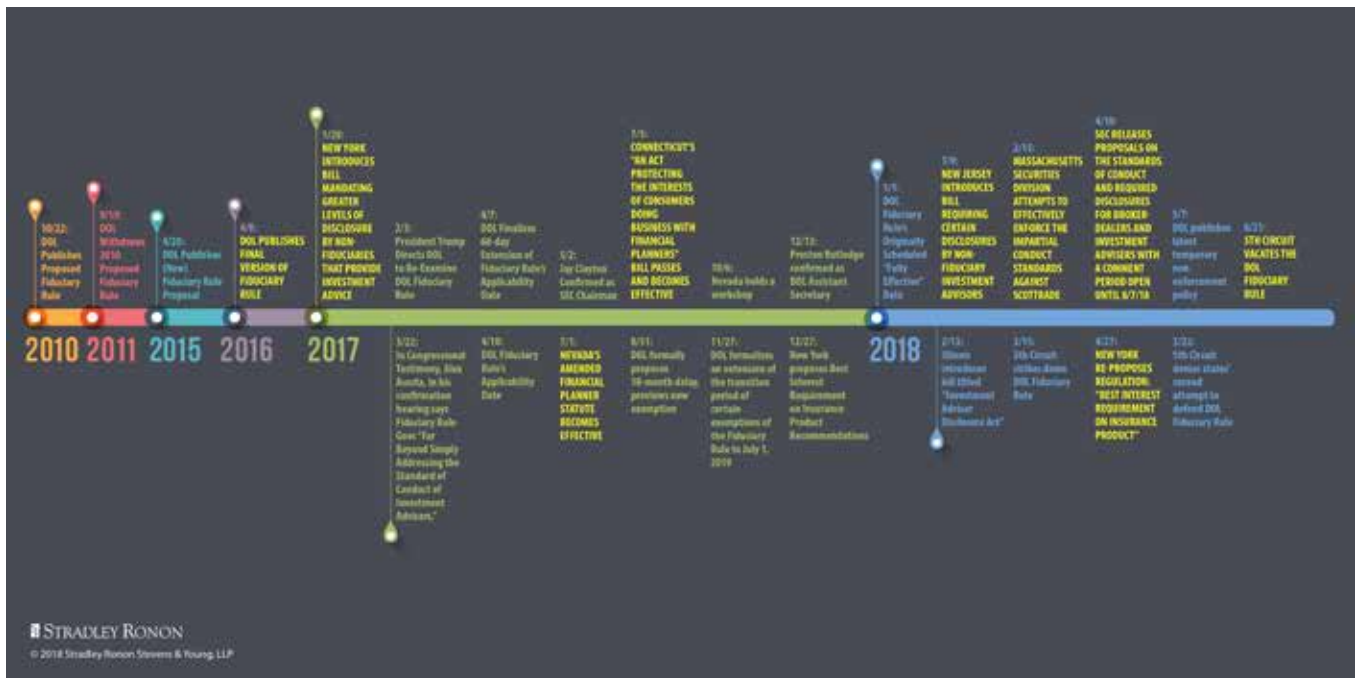 10/22:
DOL
Publishes
Proposed
Fiduciary
Rule
9/19:
DOL
Withdraws
2010
Proposed
Fiduciary
Rule
4/20:
DOL Publishes
(New)
Fiduciary Rule
Proposal
4/8:
DOL PUBLISHES
FINAL
VERSION OF
FIDUCIARY
RULE
1/20:
NEW YORK
INTRODUCES
BILL
MANDATING
GREATER
LEVELS OF
DISCLOSURE
BY NON-
FIDUCIARIES
THAT PROVIDE
INVESTMENT
ADVICE
2/3:
President Trump
Directs DOL
to Re-Examine
DOL Fiduciary
Rule
4/7:
DOL Finalizes
60-day
Extension of
Fiduciary Rule's
Applicability
Date
5/2:
Jay Clayton
Confirmed as
SEC Chairman
7/5:
CONNECTICUT'S
"AN ACT
PROTECTING
THE INTERESTS
OF CONSUMERS
DOING
BUSINESS WITH
FINANCIAL
PLANNERS"
BILL PASSES
AND BECOMES
EFFECTIVE
10/6:
Nevada holds a
workshop
12/13:
Preston Rutledge
confirmed as
DOL Assistant
Secretary
1/1:
DOL
Fiduciary
Rule's
Originally
Scheduled
"Fully
Effective"
Date
NEW JERSEY
INTRODUCES
BILL
REQUIRING
CERTAIN
DISCLOSURES
BY NON-
FIDUCIARY
INVESTMENT
ADVISORS
2/15:
MASSACHUSETTS
SECURITIES
DIVISION
ATTEMPTS TO
EFFECTIVELY
ENFORCE THE
IMPARTIAL
CONDUCT
STANDARDS
AGAINST
SCOTTRADE
4/18:
SEC RELEASES
PROPOSALS ON
THE STANDARDS
OF CONDUCT
AND REQUIRED
DISCLOSURES
FOR BROKER-
DEALERS AND
INVESTMENT
ADVISERS WITH
A COMMENT
PERIOD OPEN
UNTIL 8/7/18
5/7:
DOL publishes
latest
temporary
non-
enforcement
policy
6/21:
5TH CIRCUIT
VACATES THE
DOL
FIDUCIARY
RULE
2010 2011 2015 2016 2017 2018
3/22:
In Congressional
Testimony, Alex
Acosta, in his
confirmation
hearing says
Fiduciary Rule
Goes "Far
Beyond Simply
Addressing the
Standard of
Conduct of
Investment
Advisors."
6/10:
DOL Fiduciary
Rule's
Applicability
Date
7/1:
NEVADA'S
AMENDED
FINANCIAL
PLANNER
STATUTE
BECOMES
EFFECTIVE
8/31:
DOL formally
proposes
18-month delay,
previews new
exemption
11/27:
DOL formalizes
an extension of
the transition
period of
certain
exemptions of
the Fiduciary
Rule to July 1,
2019
12/27:
New York
proposes Best
Interest
Requirement
on Insurance
Product
Recommendations
2/13:
Illinois
introduces
bill titled
"Investment
Advisor
Disclosure Act"
3/15:
5th Circuit
strikes down
DOL Fiduciary
Rule
4/27:
NEW YORK
RE-PROPOSES
REGULATION:
"BEST INTEREST
REQUIREMENT
ON INSURANCE
PRODUCT"
5/22:
5th Circuit
denies states'
second
attempt to
defend DOL
Fiduciary Rule
STRADLEY RONON
© 2018 Stradley Ronon Stevens & Young, LLP